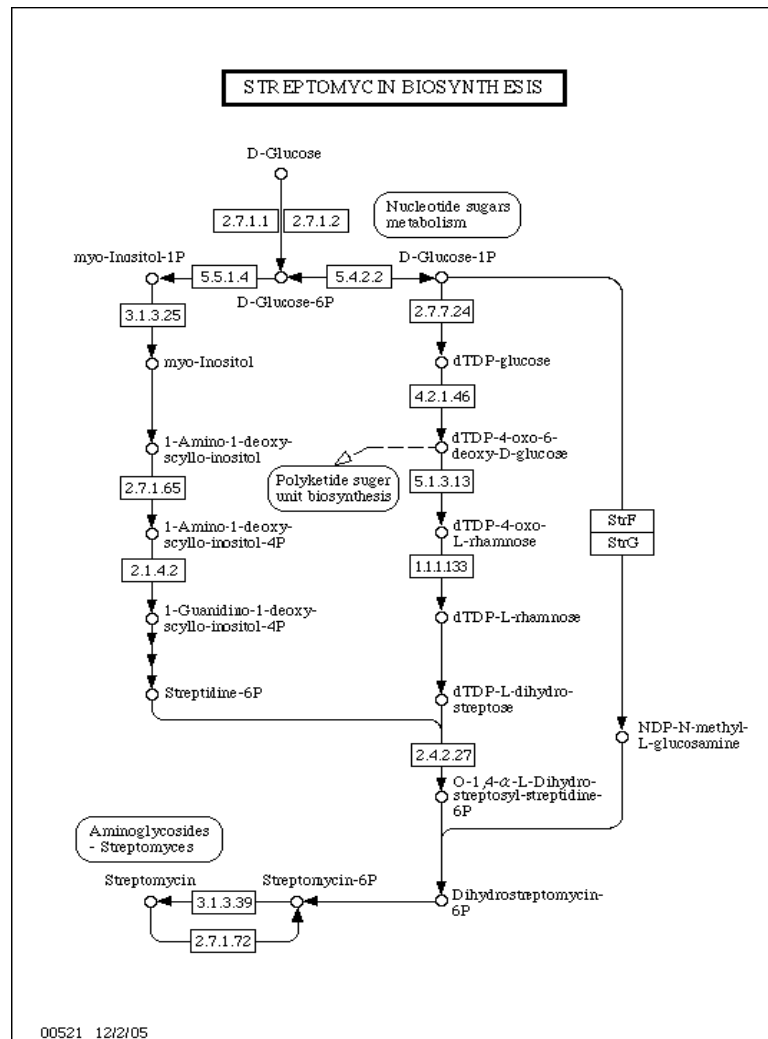 STREPTOMYCIN BIOSYNTHESIS
D-Glucose
2.7.1.1
2.7.1.2
Nucleotide sugars
metabolism
myo-Inositol-1P
5.5.1.4
D-Glucose-6P
5.4.2.2
D-Glucose-1P
3.1.3.25
2.7.7.24
myo-Inositol
dTDP-glucose
4.2.1.46
1-Amino-1-deoxy-
scyllo-inositol
dTDP-4-oxo-6-
deoxy-D-glucose
Polyketide suger
unit biosynthesis
2.7.1.65
5.1.3.13
1-Amino-1-deoxy-
scyllo-inositol-4P
dTDP-4-oxo-
L-rhamnose
StrF
StrG
2.1.4.2
1.1.1.133
1-Guanidino-1-deoxy-
scyllo-inositol-4P
dTDP-L-rhamnose
Streptidine-6P
dTDP-L-dihydro-
streptose
NDP-N-methyl-
L-glucosamine
2.4.2.27
O-1,4-α-L-Dihydro-
streptosyl-streptidine-
6P
Aminoglycosides
- Streptomyces
Streptomycin
3.1.3.39
Streptomycin-6P
Dihydrostreptomycin-
6P
2.7.1.72
00521 12/2/05